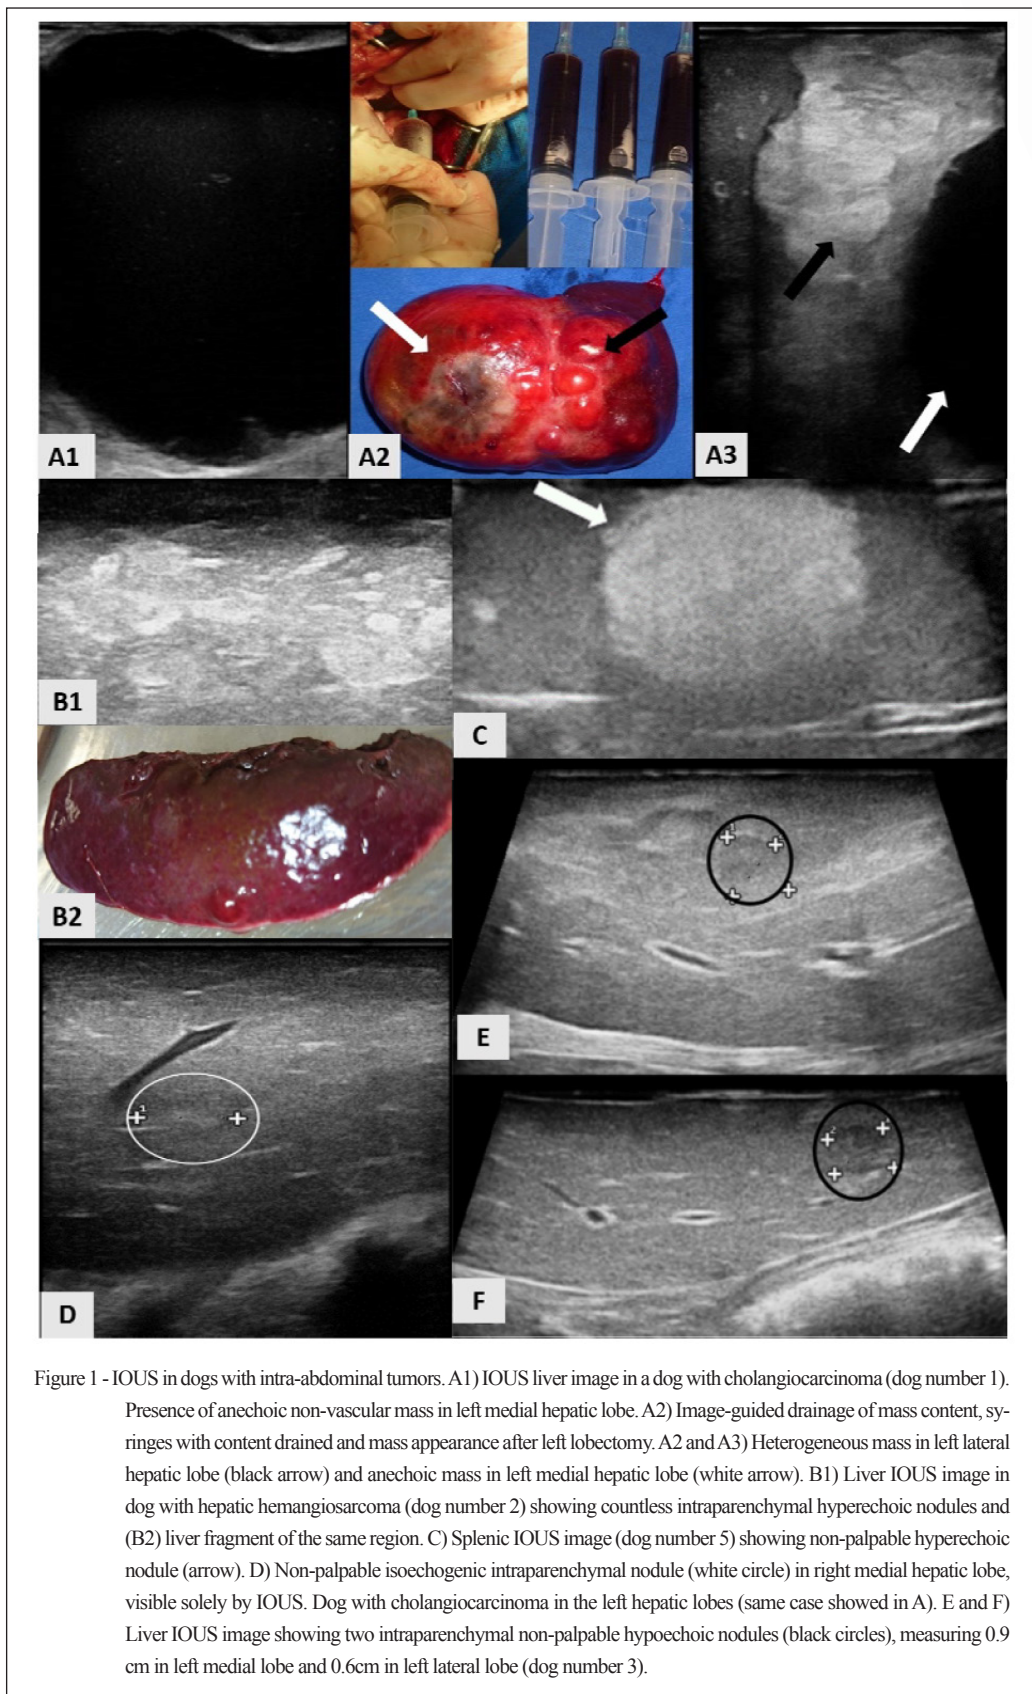 A1
A2
A3
B1
C
B2
E
D
F
Figure 1 - IOUS in dogs with intra-abdominal tumors. A1) IOUS liver image in a dog with cholangiocarcinoma (dog number 1).
Presence of anechoic non-vascular mass in left medial hepatic lobe. A2) Image-guided drainage of mass content, sy-
ringes with content drained and mass appearance after left lobectomy. A2 and A3) Heterogeneous mass in left lateral
hepatic lobe (black arrow) and anechoic mass in left medial hepatic lobe (white arrow). B1) Liver IOUS image in
dog with hepatic hemangiosarcoma (dog number 2) showing countless intraparenchymal hyperechoic nodules and
(B2) liver fragment of the same region. C) Splenic IOUS image (dog number 5) showing non-palpable hyperechoic
nodule (arrow). D) Non-palpable isoechogenic intraparenchymal nodule (white circle) in right medial hepatic lobe,
visible solely by IOUS. Dog with cholangiocarcinoma in the left hepatic lobes (same case showed in A). E and F)
Liver IOUS image showing two intraparenchymal non-palpable hypoechoic nodules (black circles), measuring 0.9
cm in left medial lobe and 0.6cm in left lateral lobe (dog number 3).